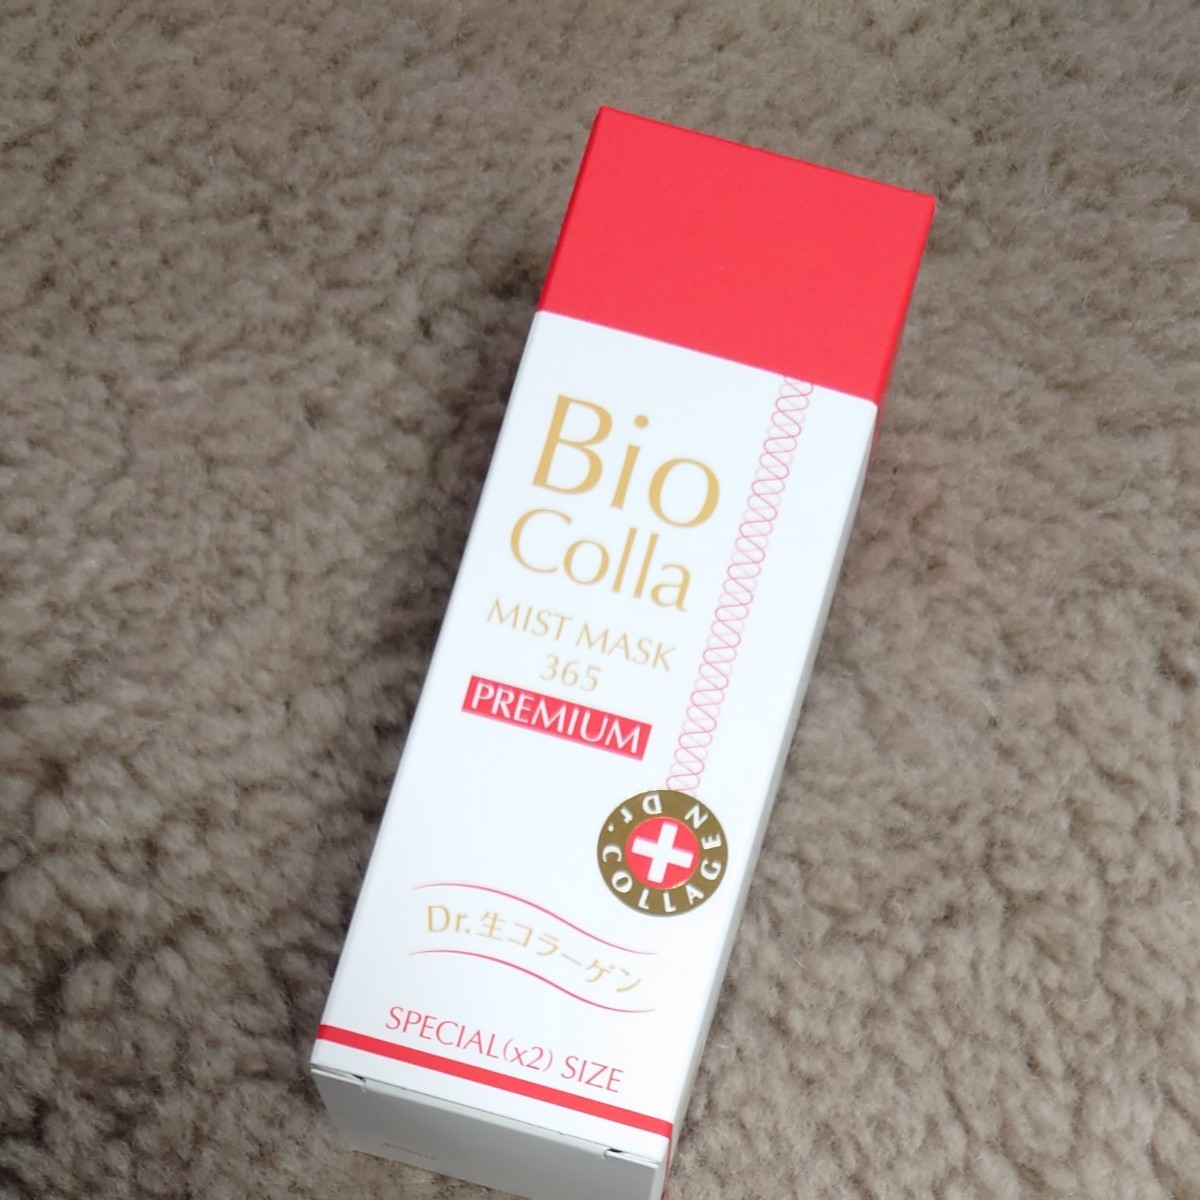 Bio
Colla
MIST MASK
365
PREMIUM
Dr. COLLAGEN
Dr.生コラーゲン
SPECIAL(x2) SIZE